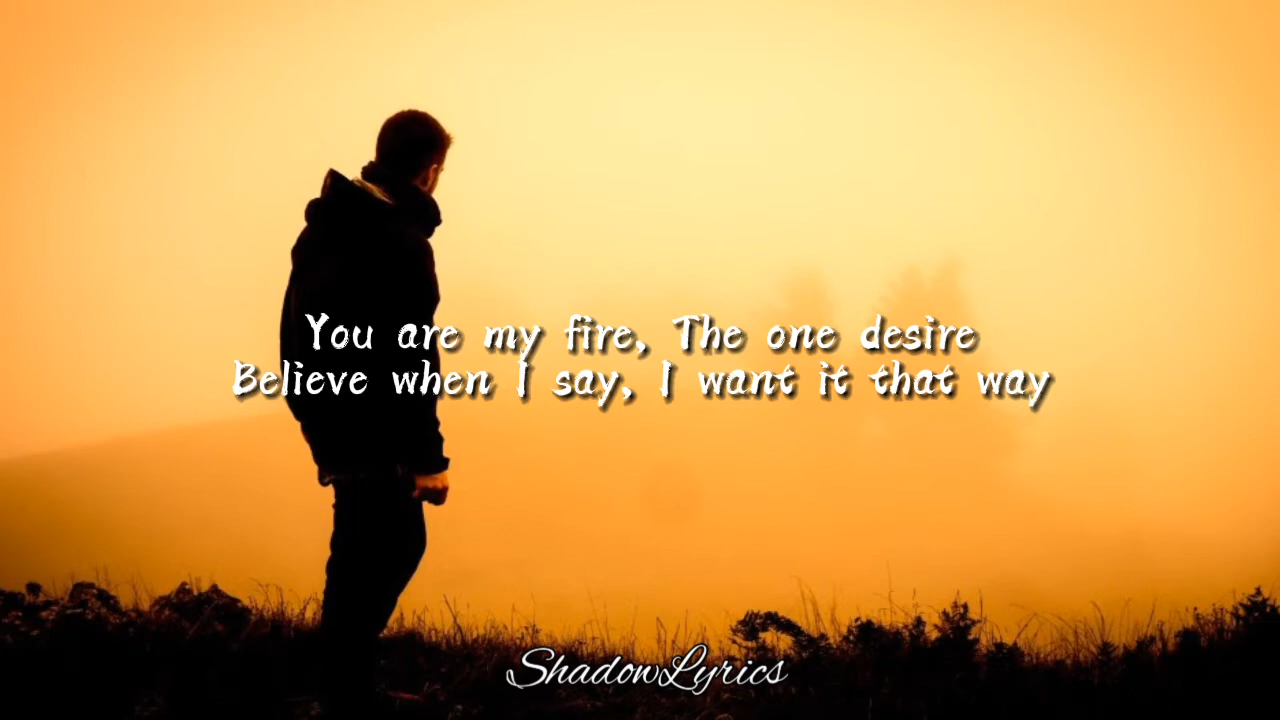 You are my fire, The one desire
Believe when I say, I want it that way
ShadowLyrics